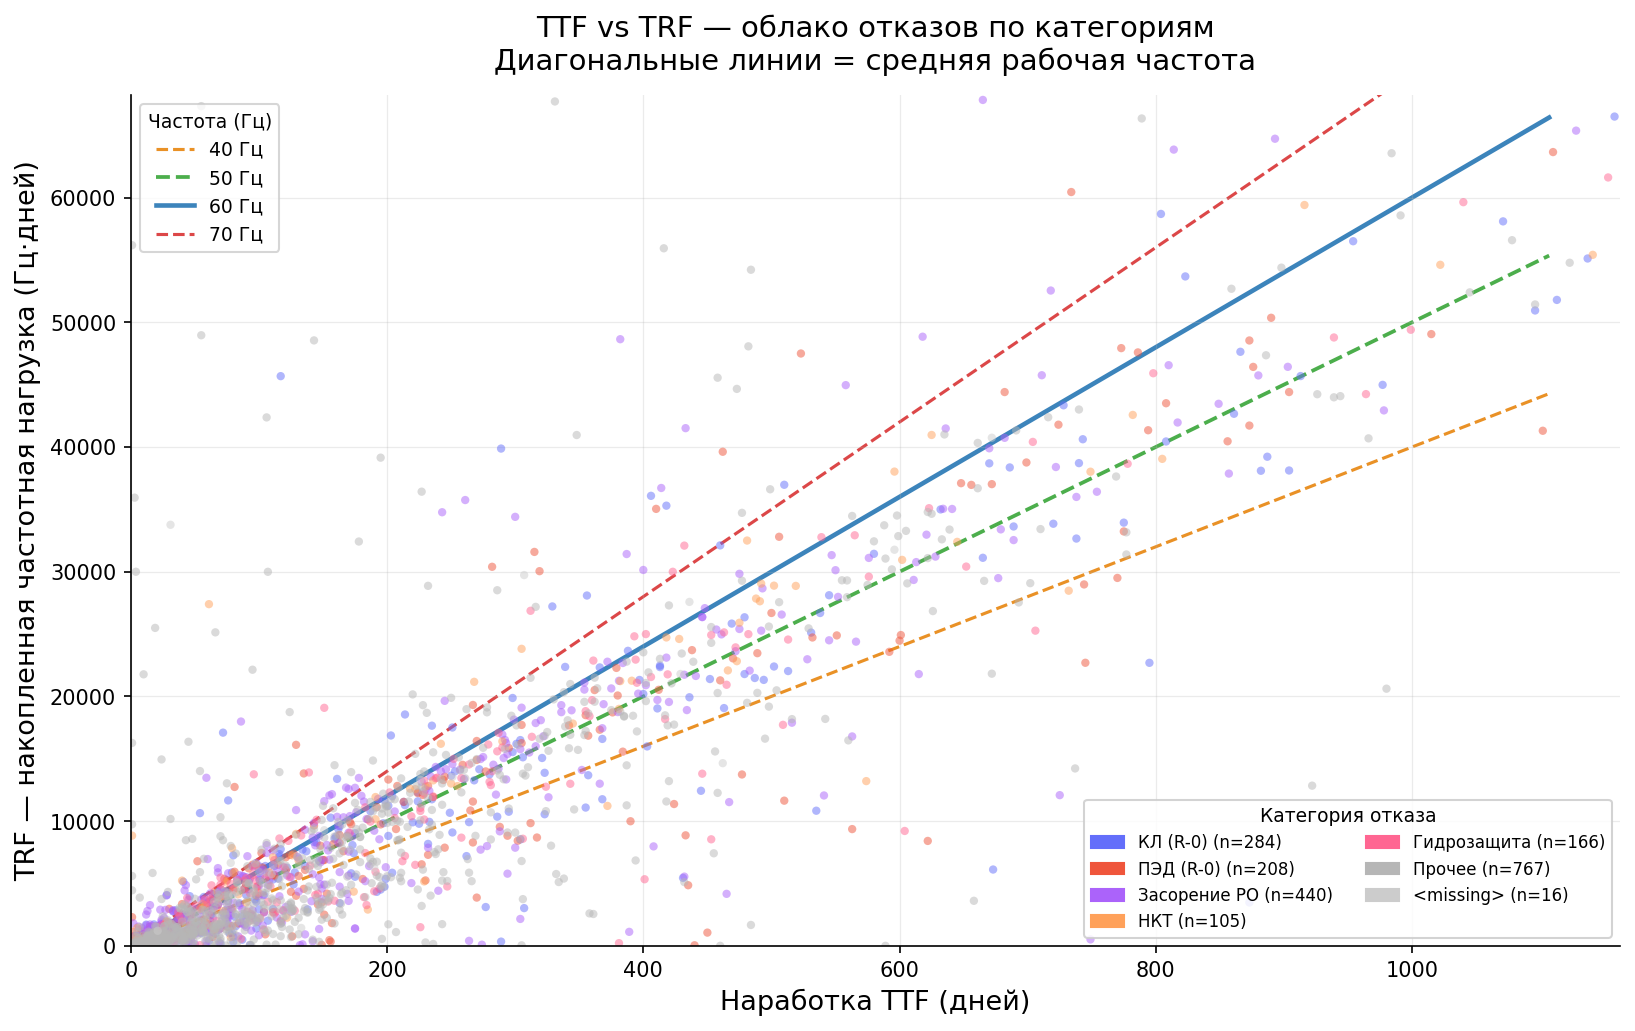 TTF vs TRF — облако отказов по категориям
Диагональные линии = средняя рабочая частота
TRF — накопленная частотная нагрузка (Гц·дней)
60000
50000
40000
30000
20000
10000
0
Частота (Гц)
40 Гц
50 Гц
60 Гц
70 Гц
Категория отказа
КЛ (R-0) (n=284)
ПЭД (R-0) (n=208)
Засорение РО (n=440)
НКТ (n=105)
Гидрозащита (n=166)
Прочее (n=767)
<missing> (n=16)
0 200 400 600 800 1000
Наработка TTF (дней)